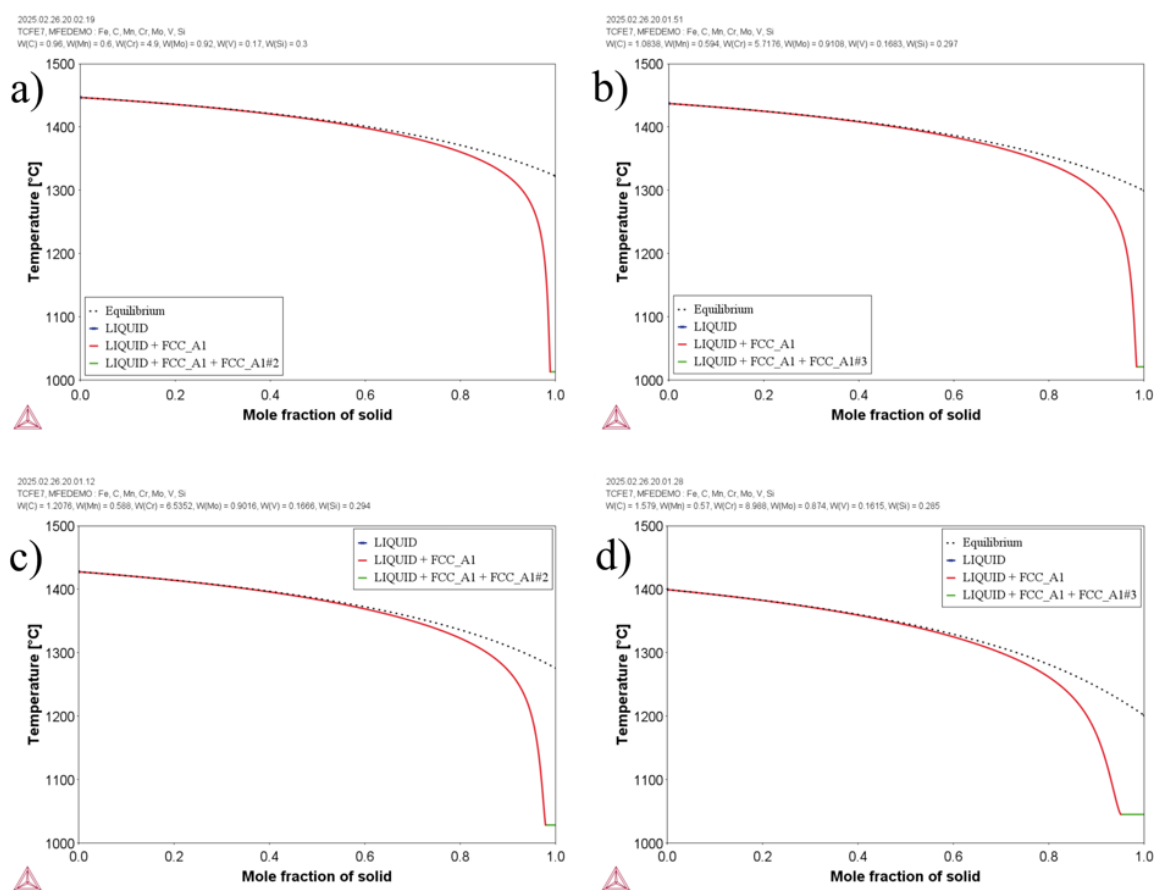 2025.02.26.20.02.19
TCFE7, MFEDEMO : Fe, C, Mn, Cr, Mo, V, Si
W(C) = 0.96, W(Mn) = 0.6, W(Cr) = 4.9, W(Mo) = 0.92, W(V) = 0.17, W(Si) = 0.3
a)
1500
1400
1300
1200
1100
1000
Temperature [°C]
Equilibrium
LIQUID
LIQUID + FCC_A1
LIQUID + FCC_A1 + FCC_A1#2
0.0 0.2 0.4 0.6 0.8 1.0
Mole fraction of solid
2025.02.26.20.01.51
TCFE7, MFEDEMO : Fe, C, Mn, Cr, Mo, V, Si
W(C) = 1.0838, W(Mn) = 0.594, W(Cr) = 5.7176, W(Mo) = 0.9108, W(V) = 0.1683, W(Si) = 0.297
b)
1500
1400
1300
1200
1100
1000
Temperature [°C]
Equilibrium
LIQUID
LIQUID + FCC_A1
LIQUID + FCC_A1 + FCC_A1#3
0.0 0.2 0.4 0.6 0.8 1.0
Mole fraction of solid
2025.02.26.20.01.12
TCFE7, MFEDEMO : Fe, C, Mn, Cr, Mo, V, Si
W(C) = 1.2076, W(Mn) = 0.588, W(Cr) = 6.5352, W(Mo) = 0.9016, W(V) = 0.1666, W(Si) = 0.294
c)
1500
1400
1300
1200
1100
1000
Temperature [°C]
LIQUID
LIQUID + FCC_A1
LIQUID + FCC_A1 + FCC_A1#2
0.0 0.2 0.4 0.6 0.8 1.0
Mole fraction of solid
2025.02.26.20.01.28
TCFE7, MFEDEMO : Fe, C, Mn, Cr, Mo, V, Si
W(C) = 1.579, W(Mn) = 0.57, W(Cr) = 8.988, W(Mo) = 0.874, W(V) = 0.1615, W(Si) = 0.285
d)
1500
1400
1300
1200
1100
1000
Temperature [°C]
Equilibrium
LIQUID
LIQUID + FCC_A1
LIQUID + FCC_A1 + FCC_A1#3
0.0 0.2 0.4 0.6 0.8 1.0
Mole fraction of solid